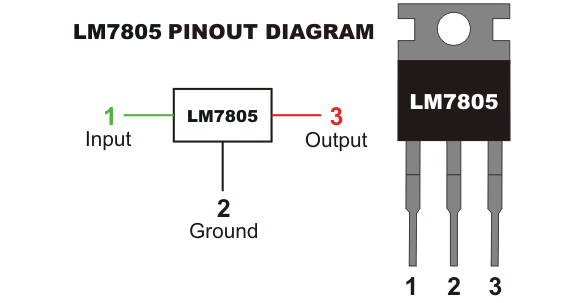 LM7805 PINOUT DIAGRAM
1
Input
LM7805
3
Output
2
Ground
LM7805
1 2 3